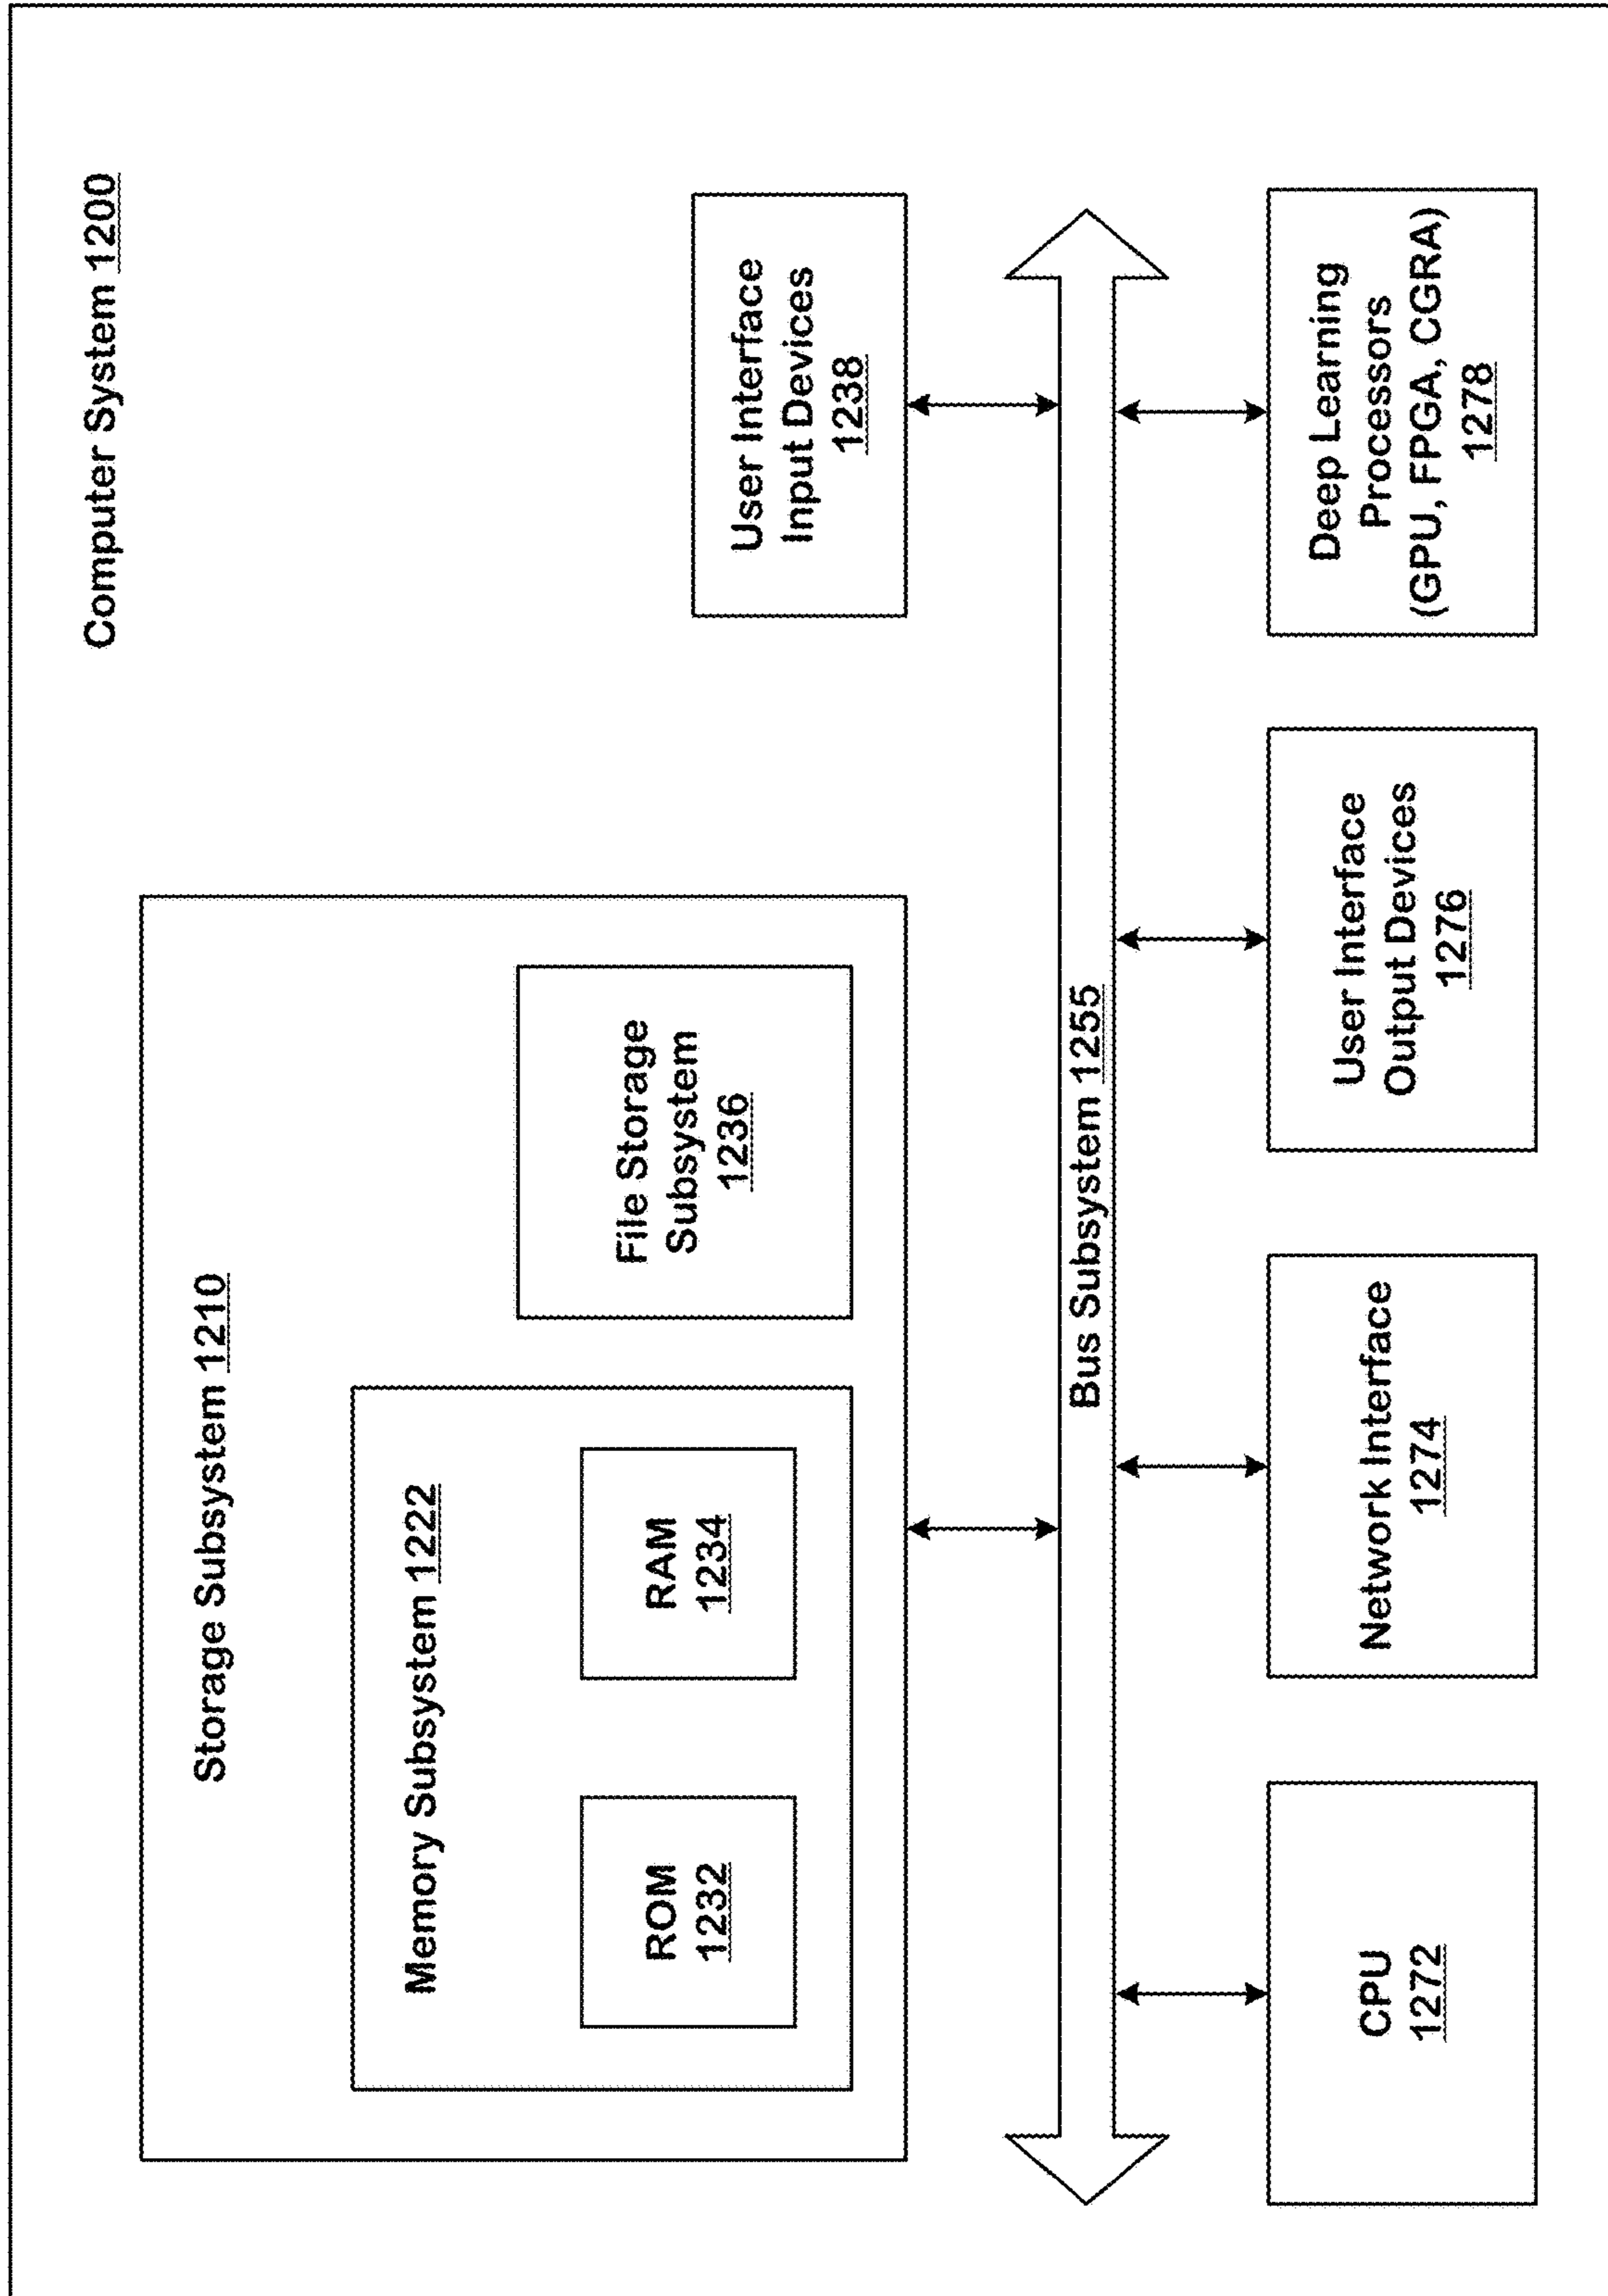 Computer System 1200
Storage Subsystem 1210
Memory Subsystem 1222
ROM
1232
RAM
1234
File Storage
Subsystem
1236
User Interface
Input Devices
1238
Bus Subsystem 1255
CPU
1272
Network Interface
1274
User Interface
Output Devices
1276
Deep Learning
Processors
(GPU, FPGA, CGRA)
1278